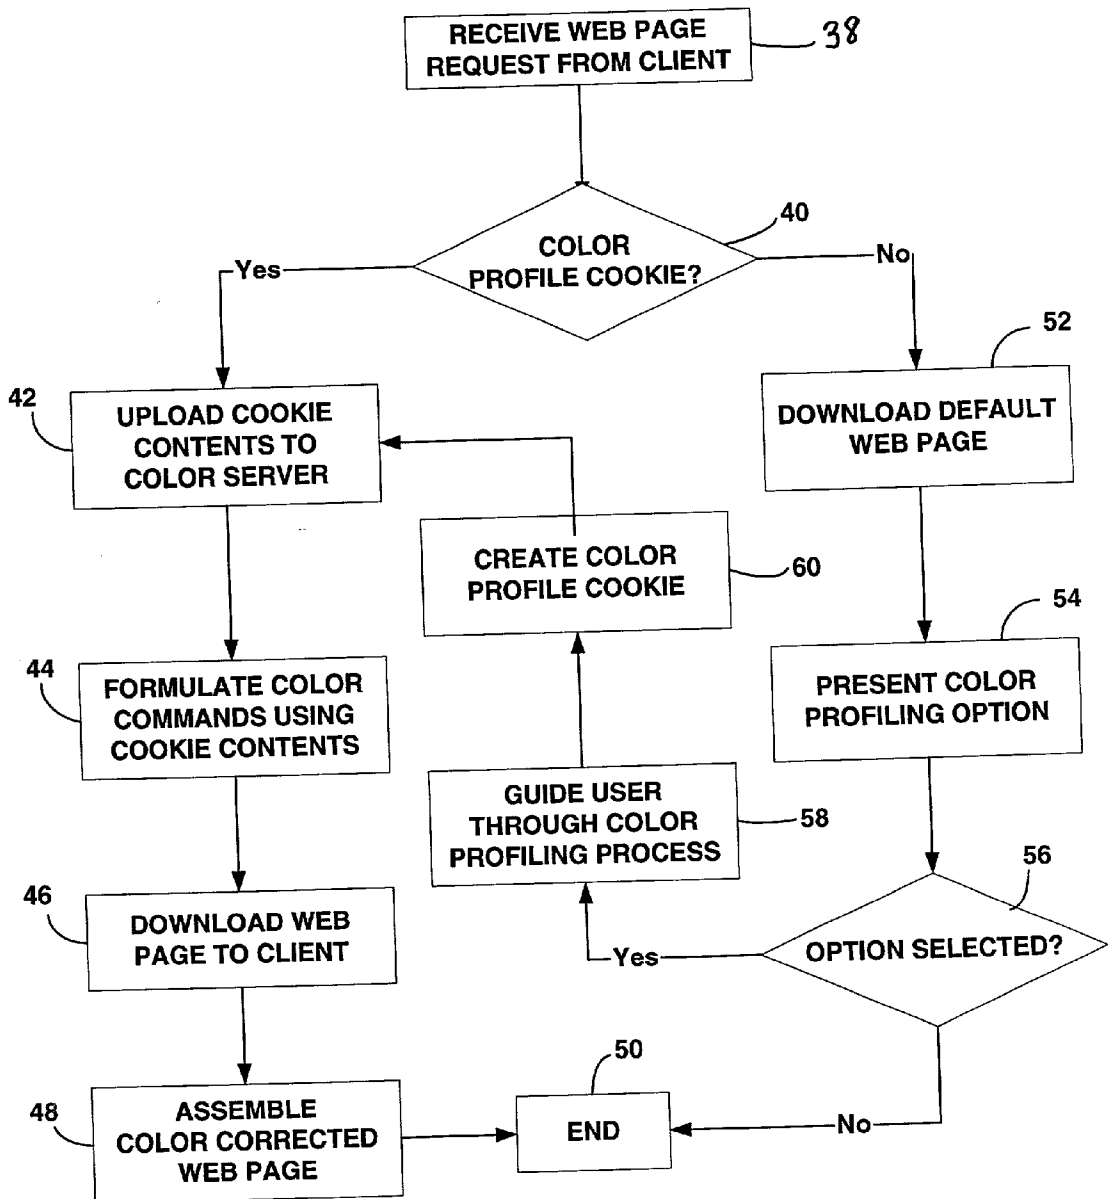 RECEIVE WEB PAGE
REQUEST FROM CLIENT
38
COLOR
PROFILE COOKIE?
40
Yes
No
52
42
UPLOAD COOKIE
CONTENTS TO
COLOR SERVER
DOWNLOAD DEFAULT
WEB PAGE
CREATE COLOR
PROFILE COOKIE
60
54
44
FORMULATE COLOR
COMMANDS USING
COOKIE CONTENTS
PRESENT COLOR
PROFILING OPTION
GUIDE USER
THROUGH COLOR
PROFILING PROCESS
58
56
46
DOWNLOAD WEB
PAGE TO CLIENT
Yes
OPTION SELECTED?
50
48
ASSEMBLE
COLOR CORRECTED
WEB PAGE
END
No